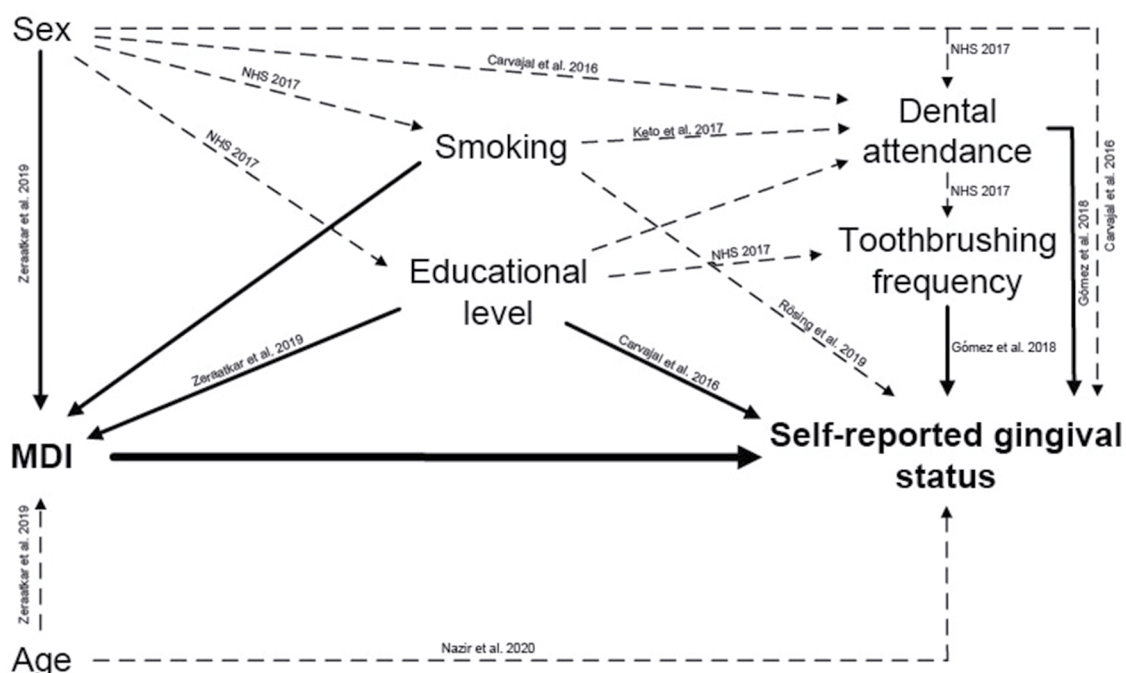 Sex
NHS 2017
Carvajal et al. 2016
NHS 2017
Dental
attendance
Keto et al. 2017
Smoking
NHS 2017
Carvajal et al. 2016
Zeraatkar et al. 2019
NHS 2017
Toothbrushing
frequency
NHS 2017
Gómez et al. 2018
Educational
level
Rösing et al. 2019
Zeraatkar et al. 2019
Carvajal et al. 2016
Gómez et al. 2018
MDI
Self-reported gingival
status
Zeraatkar et al. 2019
Nazir et al. 2020
Age